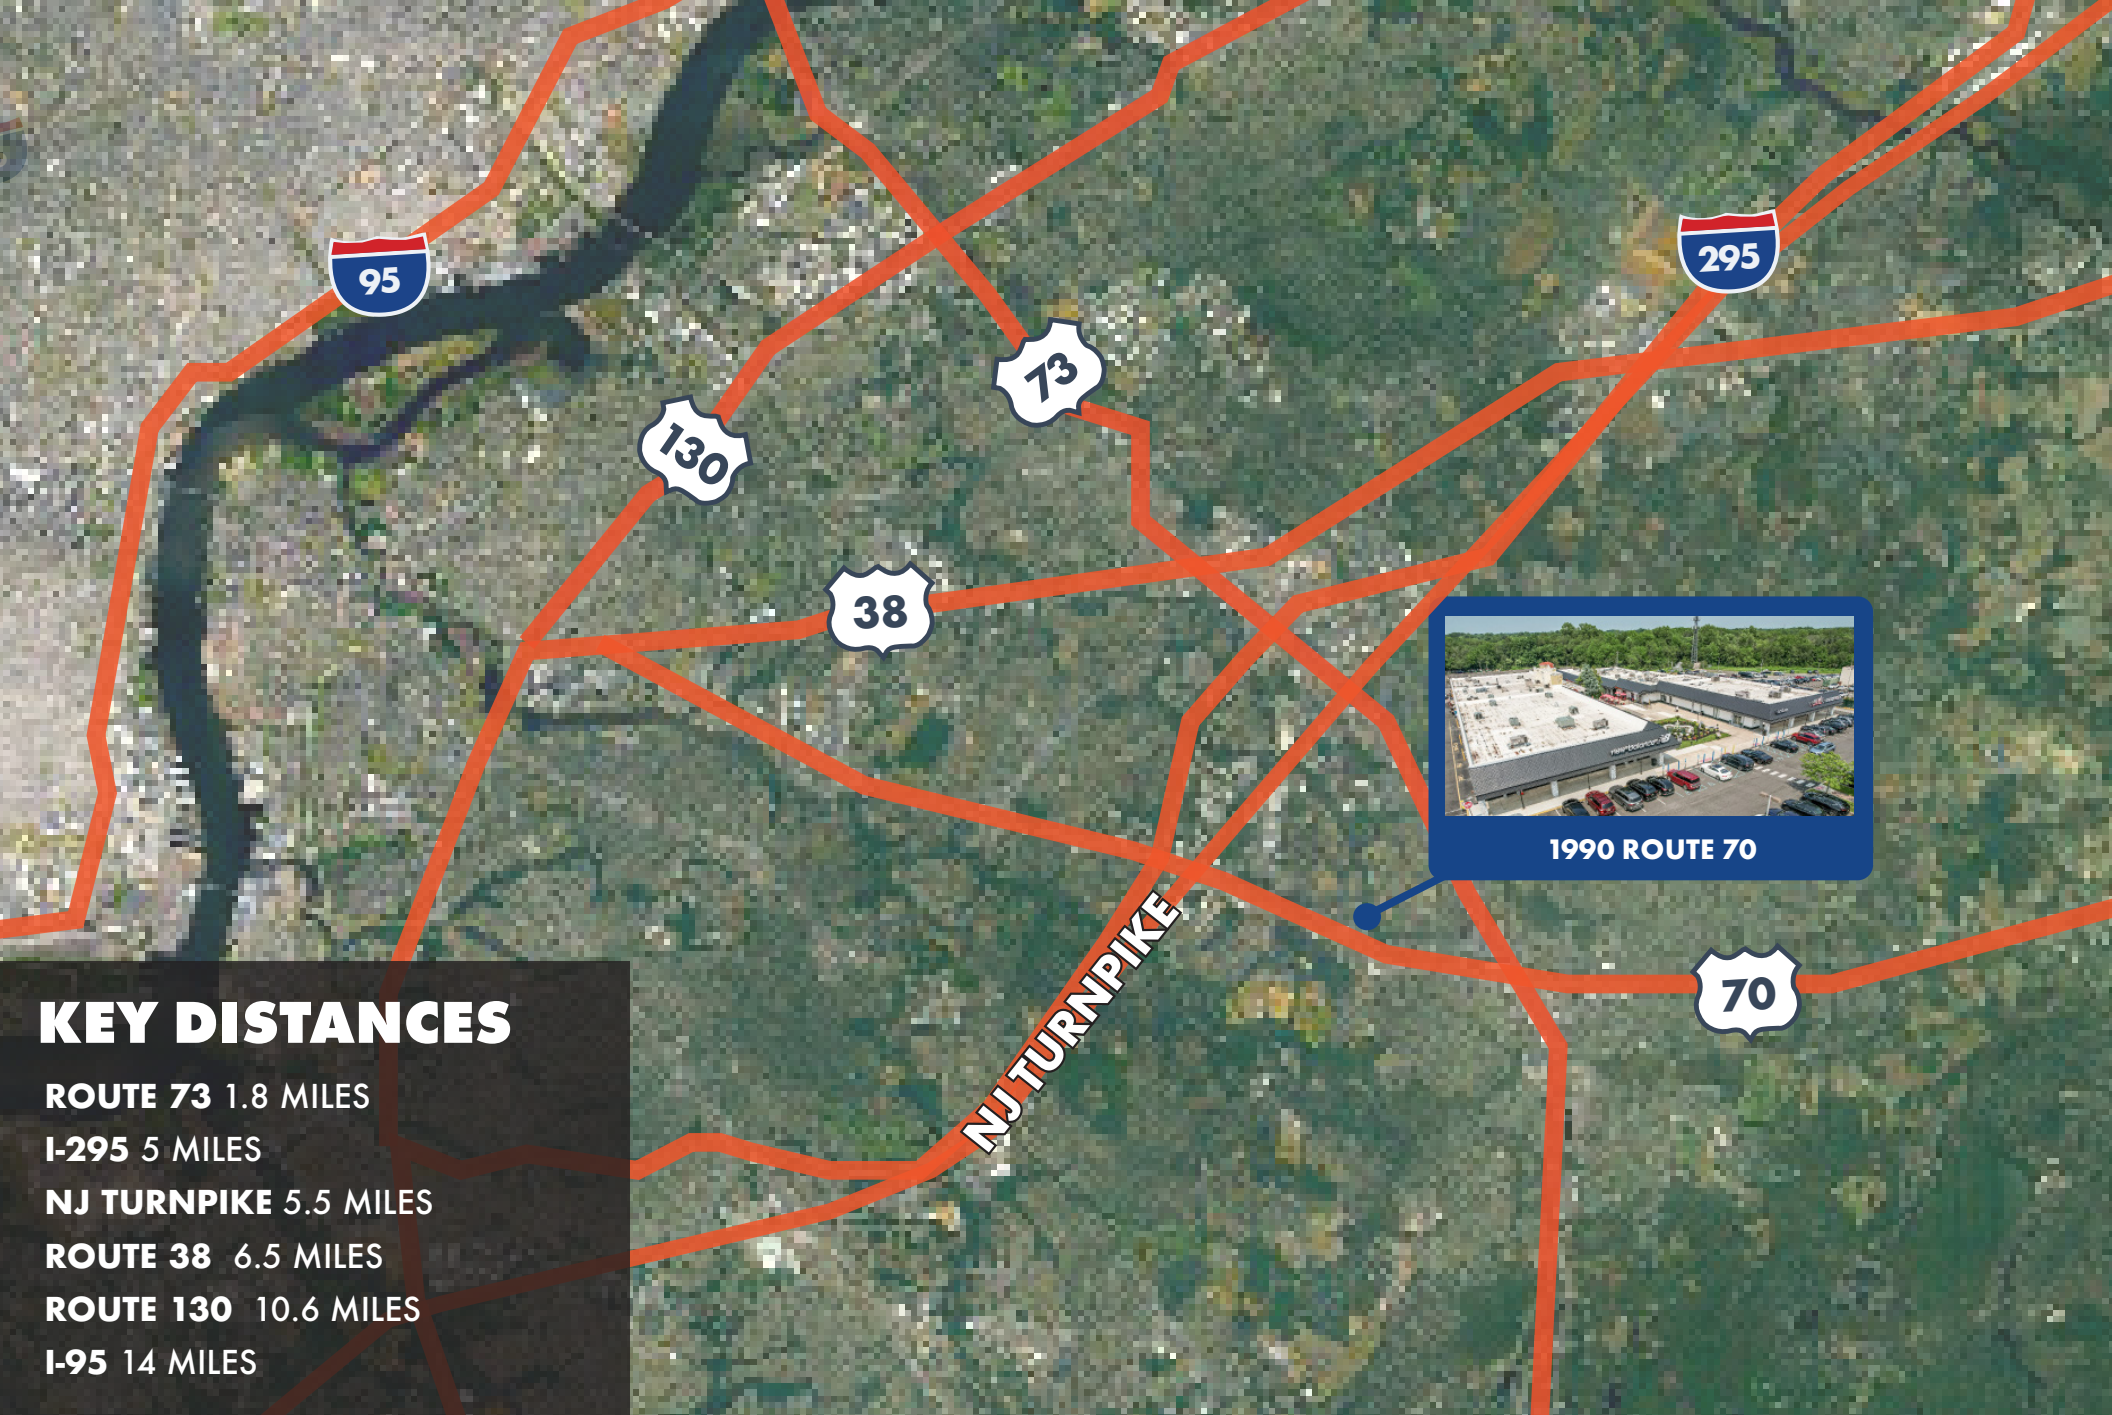 95
295
73
130
38
new balance
1990 ROUTE 70
70
NJ TURNPIKE
KEY DISTANCES
ROUTE 73 1.8 MILES
I-295 5 MILES
NJ TURNPIKE 5.5 MILES
ROUTE 38 6.5 MILES
ROUTE 130 10.6 MILES
I-95 14 MILES